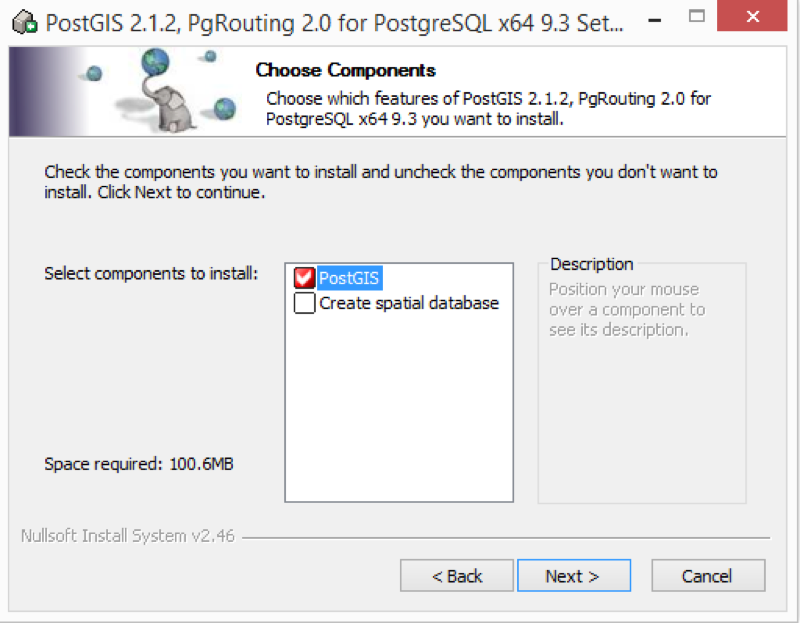 PostGIS 2.1.2, PgRouting 2.0 for PostgreSQL x64 9.3 Set...
Choose Components
Choose which features of PostGIS 2.1.2, PgRouting 2.0 for
PostgreSQL x64 9.3 you want to install.
Check the components you want to install and uncheck the components you don't want to
install. Click Next to continue.
Select components to install:
PostGIS
Create spatial database
Description
Position your mouse
over a component to
see its description.
Space required: 100.6MB
Nullsoft Install System v2.46
< Back
Next >
Cancel